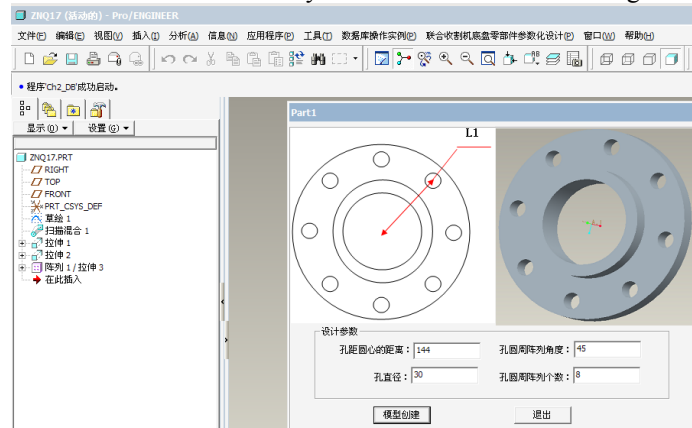 ZNQ17 (活动的) - Pro/ENGINEER
文件(F) 编辑(E) 视图(V) 插入(I) 分析(A) 信息(N) 应用程序(P) 工具(T) 数据库操作实例(P) 联合收割机底盘零部件参数化设计(P) 窗口(W) 帮助(H)
• 程序'Ch2_DB'成功启动。
显示(O) 设置(G)
ZNQ17.PRT
RIGHT
TOP
FRONT
PRT_CSYS_DEF
草绘 1
扫描混合 1
拉伸 1
拉伸 2
阵列 1 / 拉伸 3
在此插入
Part1
L1
设计参数
孔距圆心的距离： 144 孔圆周阵列角度： 45
孔直径： 30 孔圆周阵列个数： 8
模型创建 退出